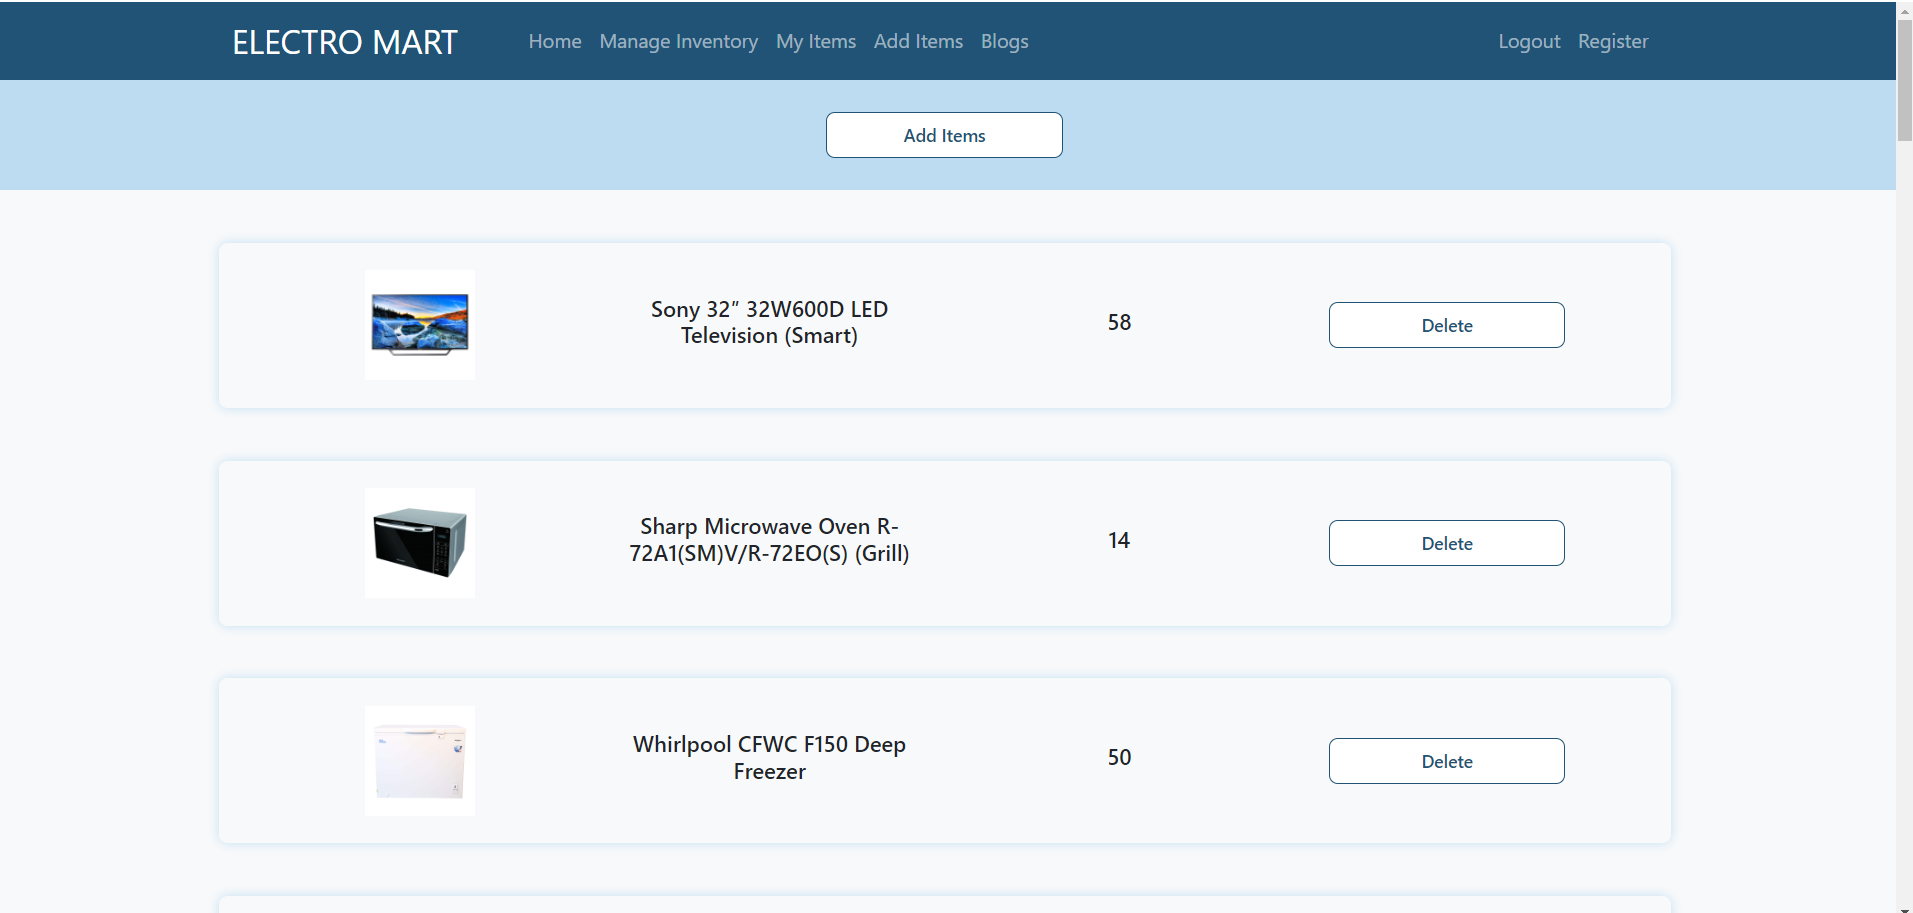 ELECTRO MART Home Manage Inventory My Items Add Items Blogs Logout Register
Add Items
Sony 32″ 32W600D LED
Television (Smart)
58
Delete
Sharp Microwave Oven R-
72A1(SM)V/R-72EO(S) (Grill)
14
Delete
Whirlpool CFWC F150 Deep
Freezer
50
Delete